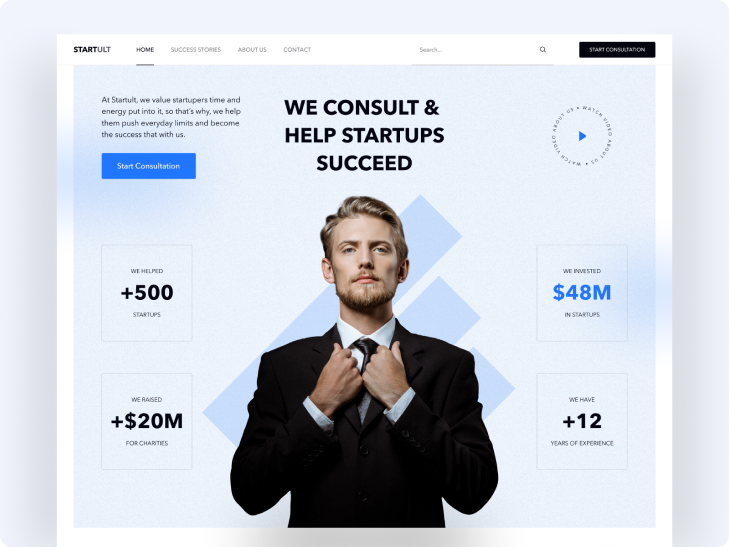 STARTULT
HOME
SUCCESS STORIES
ABOUT US
CONTACT
Search...
START CONSULTATION
At Startult, we value startupers time and
energy put into it, so that's why, we help
them push everyday limits and become
the success that with us.
Start Consultation
WE CONSULT &
HELP STARTUPS
SUCCEED
WATCH VIDEO ABOUT US • WATCH VIDEO ABOUT US •
WE HELPED
+500
STARTUPS
WE INVESTED
$48M
IN STARTUPS
WE RAISED
+$20M
FOR CHARITIES
WE HAVE
+12
YEARS OF EXPERIENCE